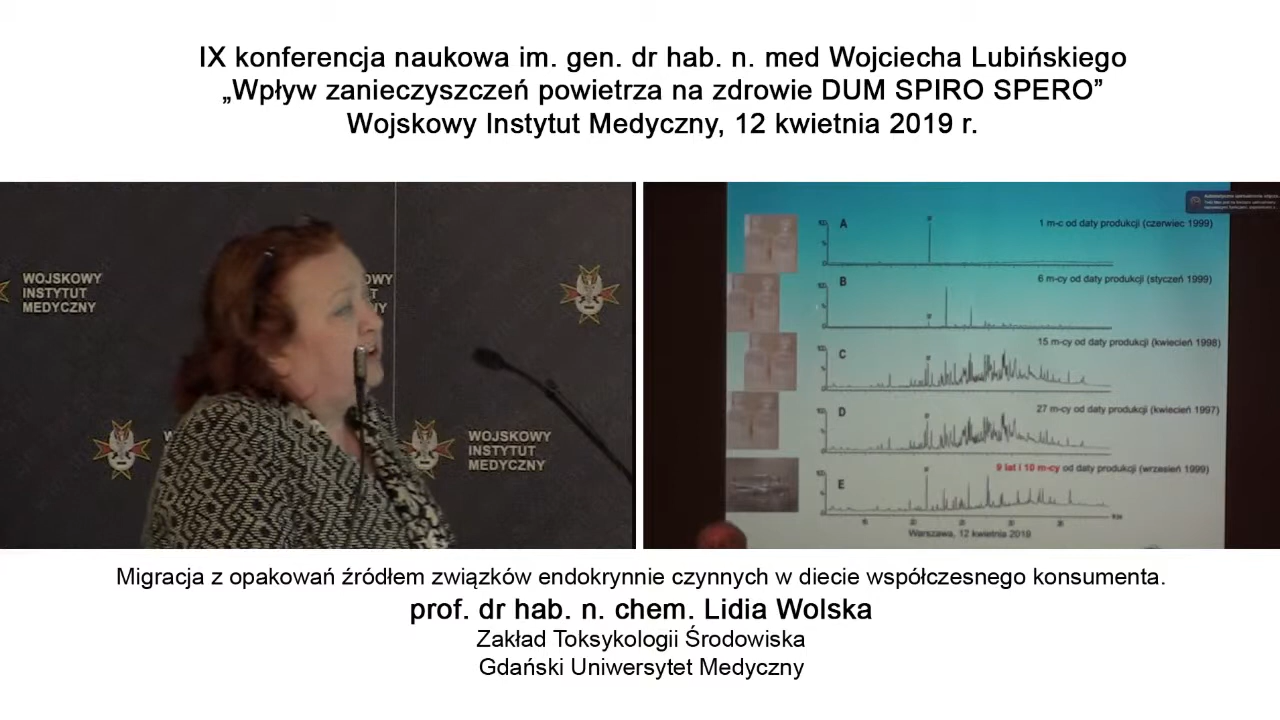 IX konferencja naukowa im. gen. dr hab. n. med Wojciecha Lubińskiego
„Wpływ zanieczyszczeń powietrza na zdrowie DUM SPIRO SPERO”
Wojskowy Instytut Medyczny, 12 kwietnia 2019 r.
WOJSKOWY
INSTYTUT
MEDYCZNY
WOJSKOWY
INSTYTUT
MEDYCZNY
A
1 m-c od daty produkcji (czerwiec 1999)
B
6 m-cy od daty produkcji (styczeń 1999)
C
15 m-cy od daty produkcji (kwiecień 1998)
D
27 m-cy od daty produkcji (kwiecień 1997)
E
9 lat i 10 m-cy od daty produkcji (wrzesień 1999)
Warszawa, 12 kwietnia 2019
Migracja z opakowań źródłem związków endokrynnie czynnych w diecie współczesnego konsumenta.
prof. dr hab. n. chem. Lidia Wolska
Zakład Toksykologii Środowiska
Gdański Uniwersytet Medyczny